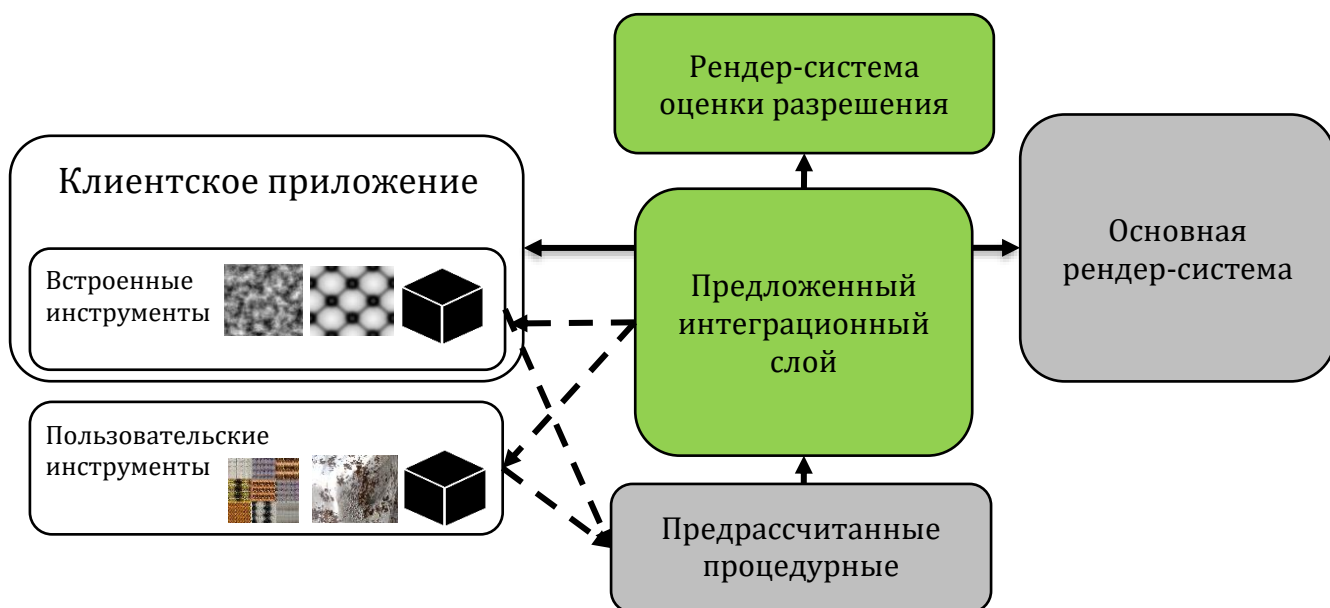 Рендер-система
оценки разрешения
Клиентское приложение
Встроенные
инструменты
Пользовательские
инструменты
Предложенный
интеграционный
слой
Основная
рендер-система
Предрассчитанные
процедурные